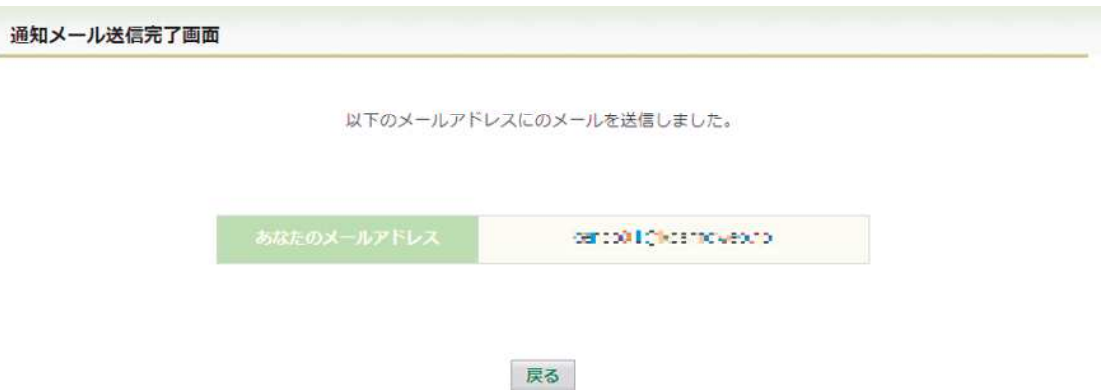 通知メール送信完了画面
以下のメールアドレスにのメールを送信しました。
あなたのメールアドレス
戻る